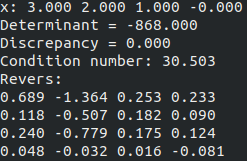 x: 3.000 2.000 1.000 -0.000
Determinant = -868.000
Discrepancy = 0.000
Condition number: 30.503
Revers:
0.689 -1.364 0.253 0.233
0.118 -0.507 0.182 0.090
0.240 -0.779 0.175 0.124
0.048 -0.032 0.016 -0.081